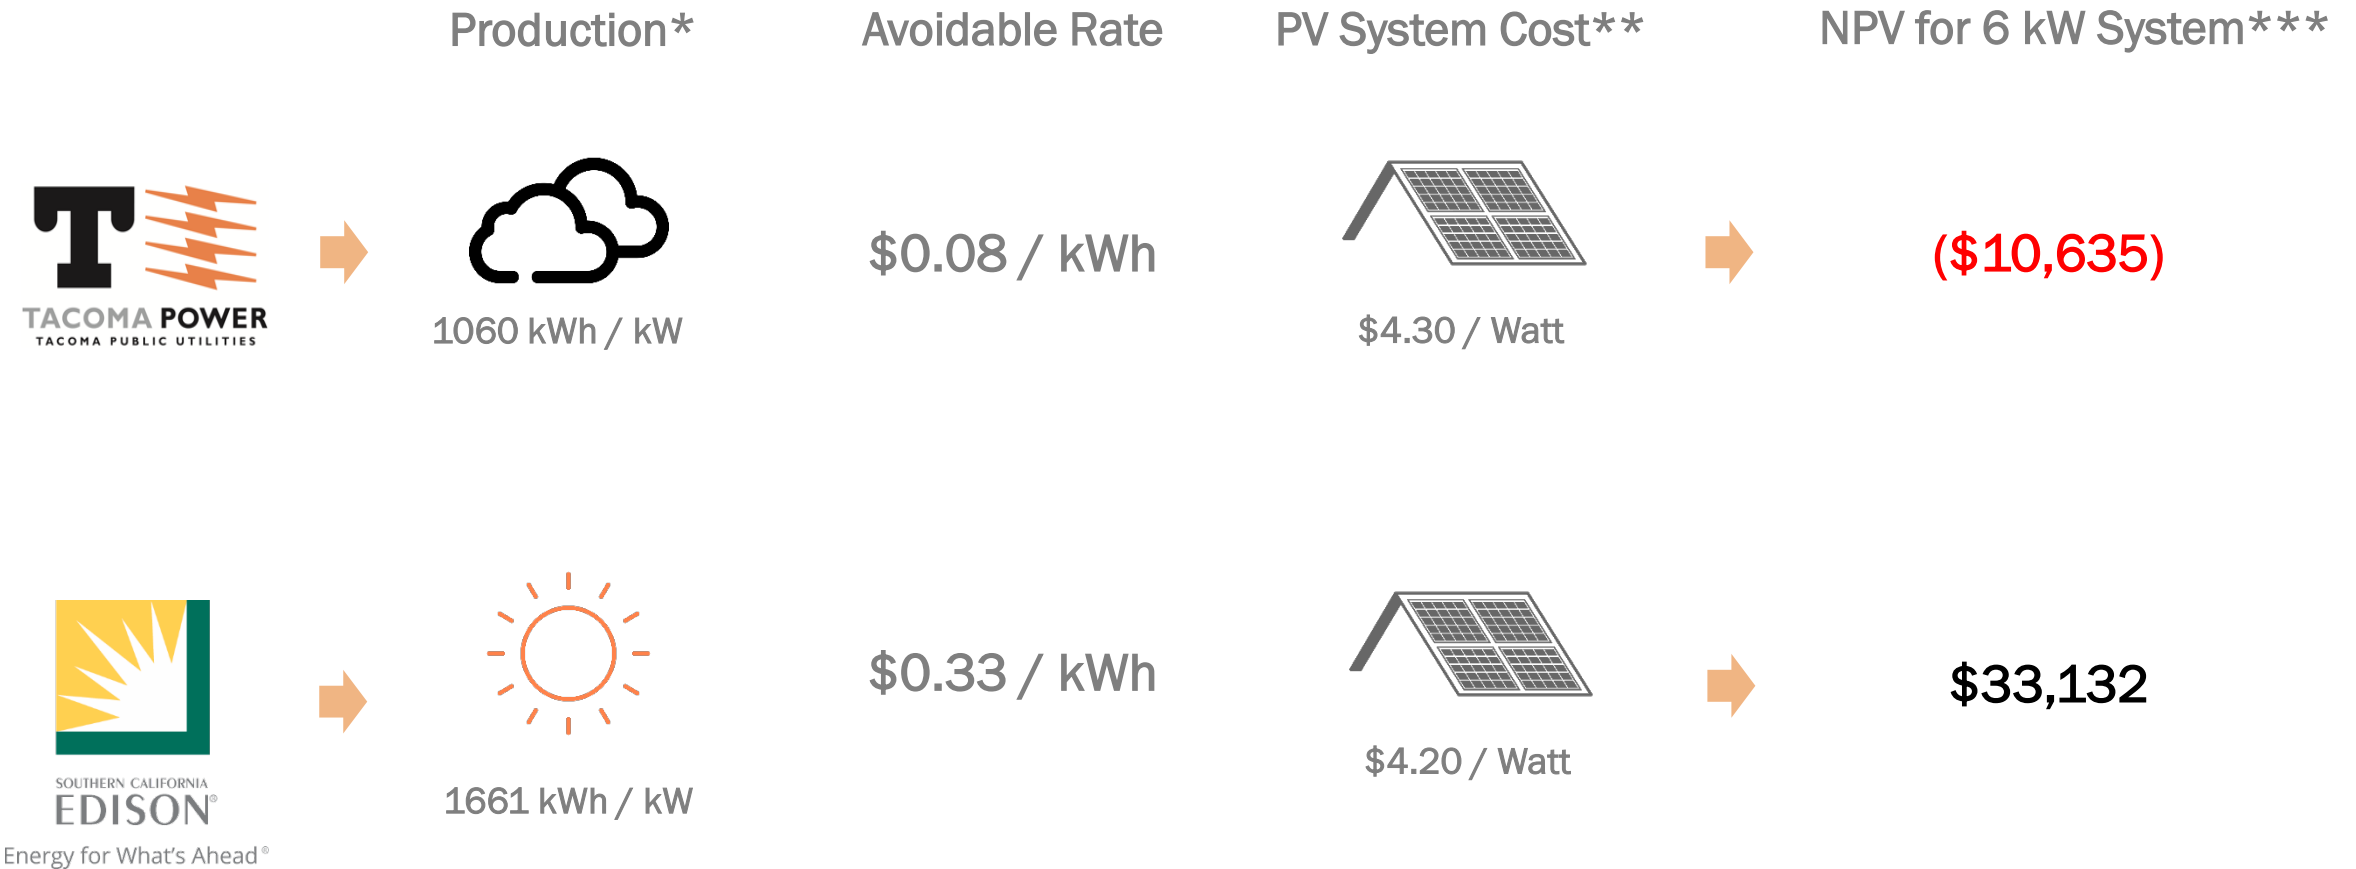 Production*
Avoidable Rate
PV System Cost**
NPV for 6 kW System***
T
TACOMA POWER
TACOMA PUBLIC UTILITIES
1060 kWh / kW
$0.08 / kWh
$4.30 / Watt
($10,635)
SOUTHERN CALIFORNIA
EDISON®
Energy for What's Ahead®
1661 kWh / kW
$0.33 / kWh
$4.20 / Watt
$33,132